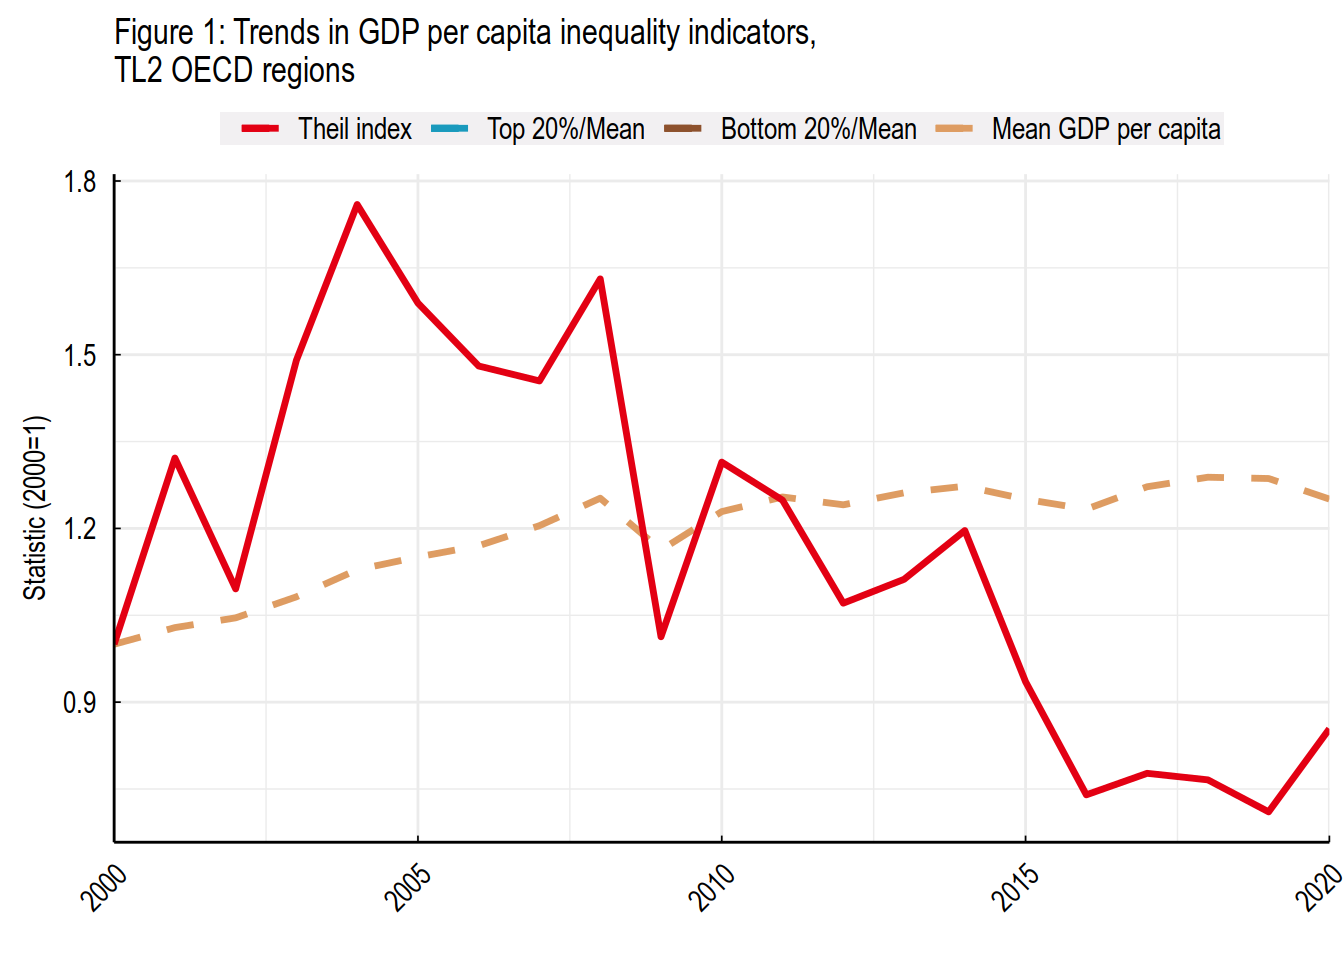 Figure 1: Trends in GDP per capita inequality indicators,
TL2 OECD regions
Theil index Top 20%/Mean Bottom 20%/Mean Mean GDP per capita
1.8
1.5
1.2
0.9
Statistic (2000=1)
2000 2005 2010 2015 2020